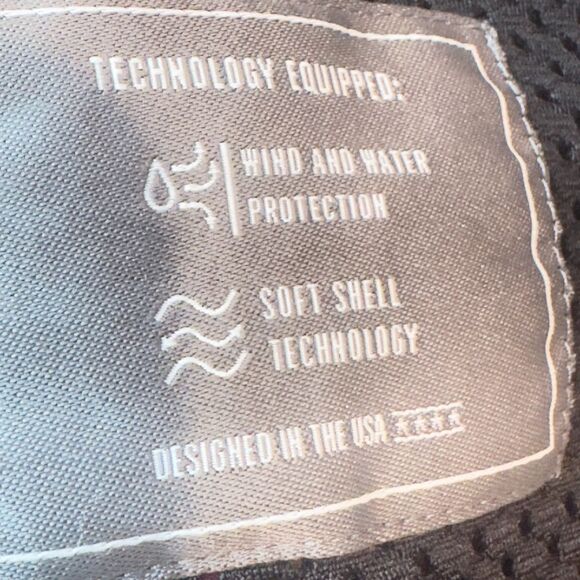 TECHNOLOGY EQUIPPED:
WIND AND WATER
PROTECTION
SOFT SHELL
TECHNOLOGY
DESIGNED IN THE USA